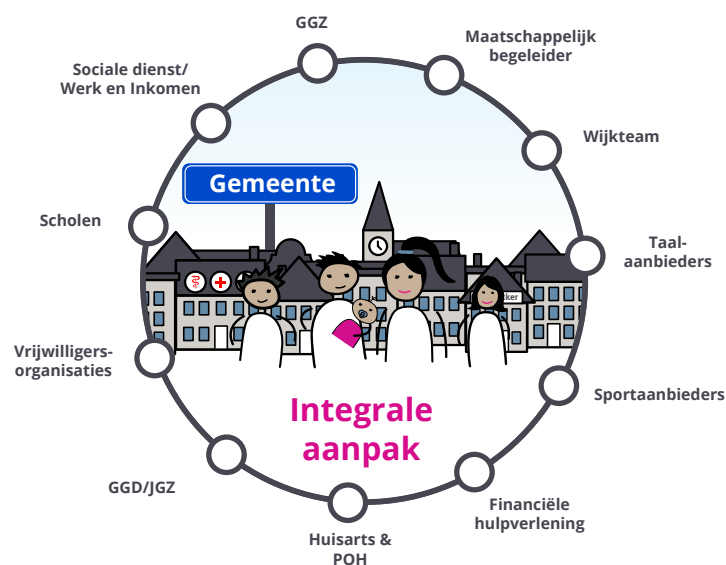 GGZ
Maatschappelijk
begeleider
Sociale dienst/
Werk en Inkomen
Wijkteam
Gemeente
Scholen
Taal-
aanbieders
Vrijwilligers-
organisaties
Sportaanbieders
Integrale
aanpak
GGD/JGZ
Financiële
hulpverlening
Huisarts &
POH